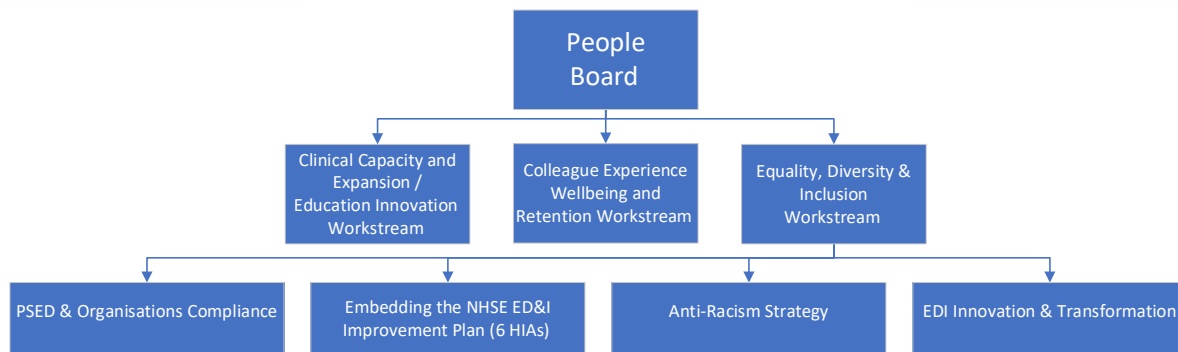 People
Board
Clinical Capacity and
Expansion /
Education Innovation
Workstream
Colleague Experience
Wellbeing and
Retention Workstream
Equality, Diversity &
Inclusion
Workstream
PSED & Organisations Compliance
Embedding the NHSE ED&I
Improvement Plan (6 HIAs)
Anti-Racism Strategy
EDI Innovation & Transformation